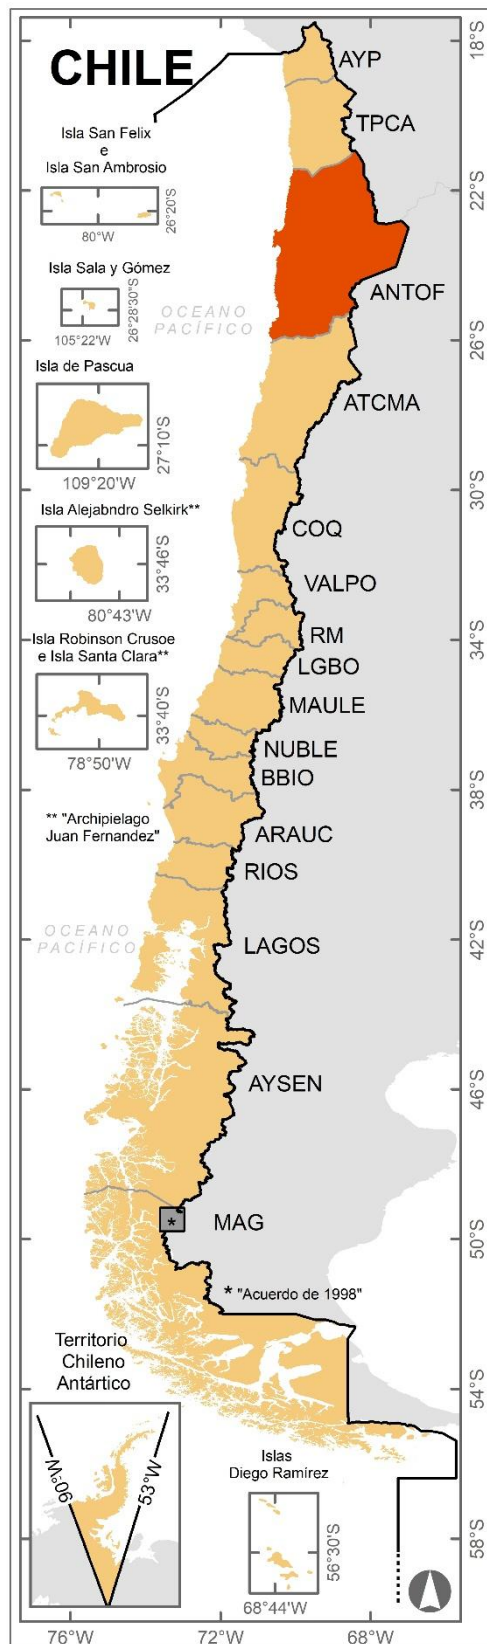 CHILE
18°S
AYP
TPCA
Isla San Felix
e
Isla San Ambrosio
26°20'S
80°W
22°S
Isla Sala y Gómez
26°28'30"S
105°22'W
OCEANO
PACÍFICO
ANTOF
26°S
Isla de Pascua
27°10'S
109°20'W
ATCMA
30°S
Isla Alejabndro Selkirk**
33°46'S
80°43'W
COQ
VALPO
Isla Robinson Crusoe
e Isla Santa Clara**
33°40'S
78°50'W
RM
34°S
LGBO
MAULE
NUBLE
BBIO
38°S
** "Archipielago
Juan Fernandez"
ARAUC
RIOS
OCEANO
PACÍFICO
LAGOS
42°S
AYSEN
46°S
MAG
*
50°S
* "Acuerdo de 1998"
Territorio
Chileno
Antártico
54°S
90°W
53°W
Islas
Diego Ramírez
56°30'S
68°44'W
58°S
76°W
72°W
68°W